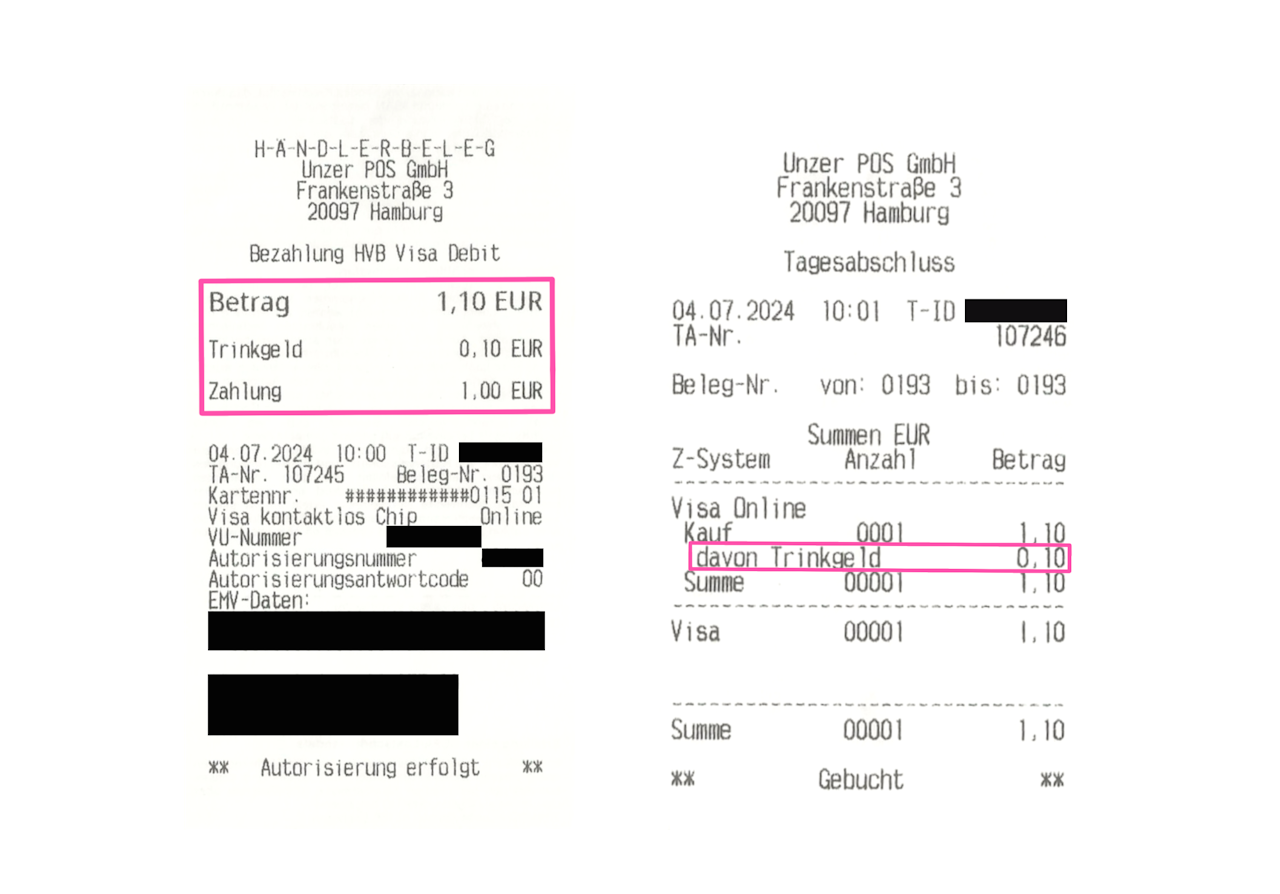 H-Ä-N-D-L-E-R-B-E-L-E-G
Unzer POS GmbH
Frankenstraße 3
20097 Hamburg
Bezahlung HVB Visa Debit
Betrag 1,10 EUR
Trinkgeld 0,10 EUR
Zahlung 1,00 EUR
04.07.2024 10:00 T-ID
TA-Nr. 107245 Beleg-Nr. 0193
Kartennr. ############0115 01
Visa kontaktlos Chip Online
VU-Nummer
Autorisierungsnummer
Autorisierungsantwortcode 00
EMV-Daten:
** Autorisierung erfolgt **
Unzer POS GmbH
Frankenstraße 3
20097 Hamburg
Tagesabschluss
04.07.2024 10:01 T-ID
TA-Nr. 107246
Beleg-Nr. von: 0193 bis: 0193
Summen EUR
Z-System Anzahl Betrag
Visa Online
Kauf 0001 1,10
davon Trinkgeld 0,10
Summe 00001 1,10
Visa 00001 1,10
Summe 00001 1,10
** Gebucht **